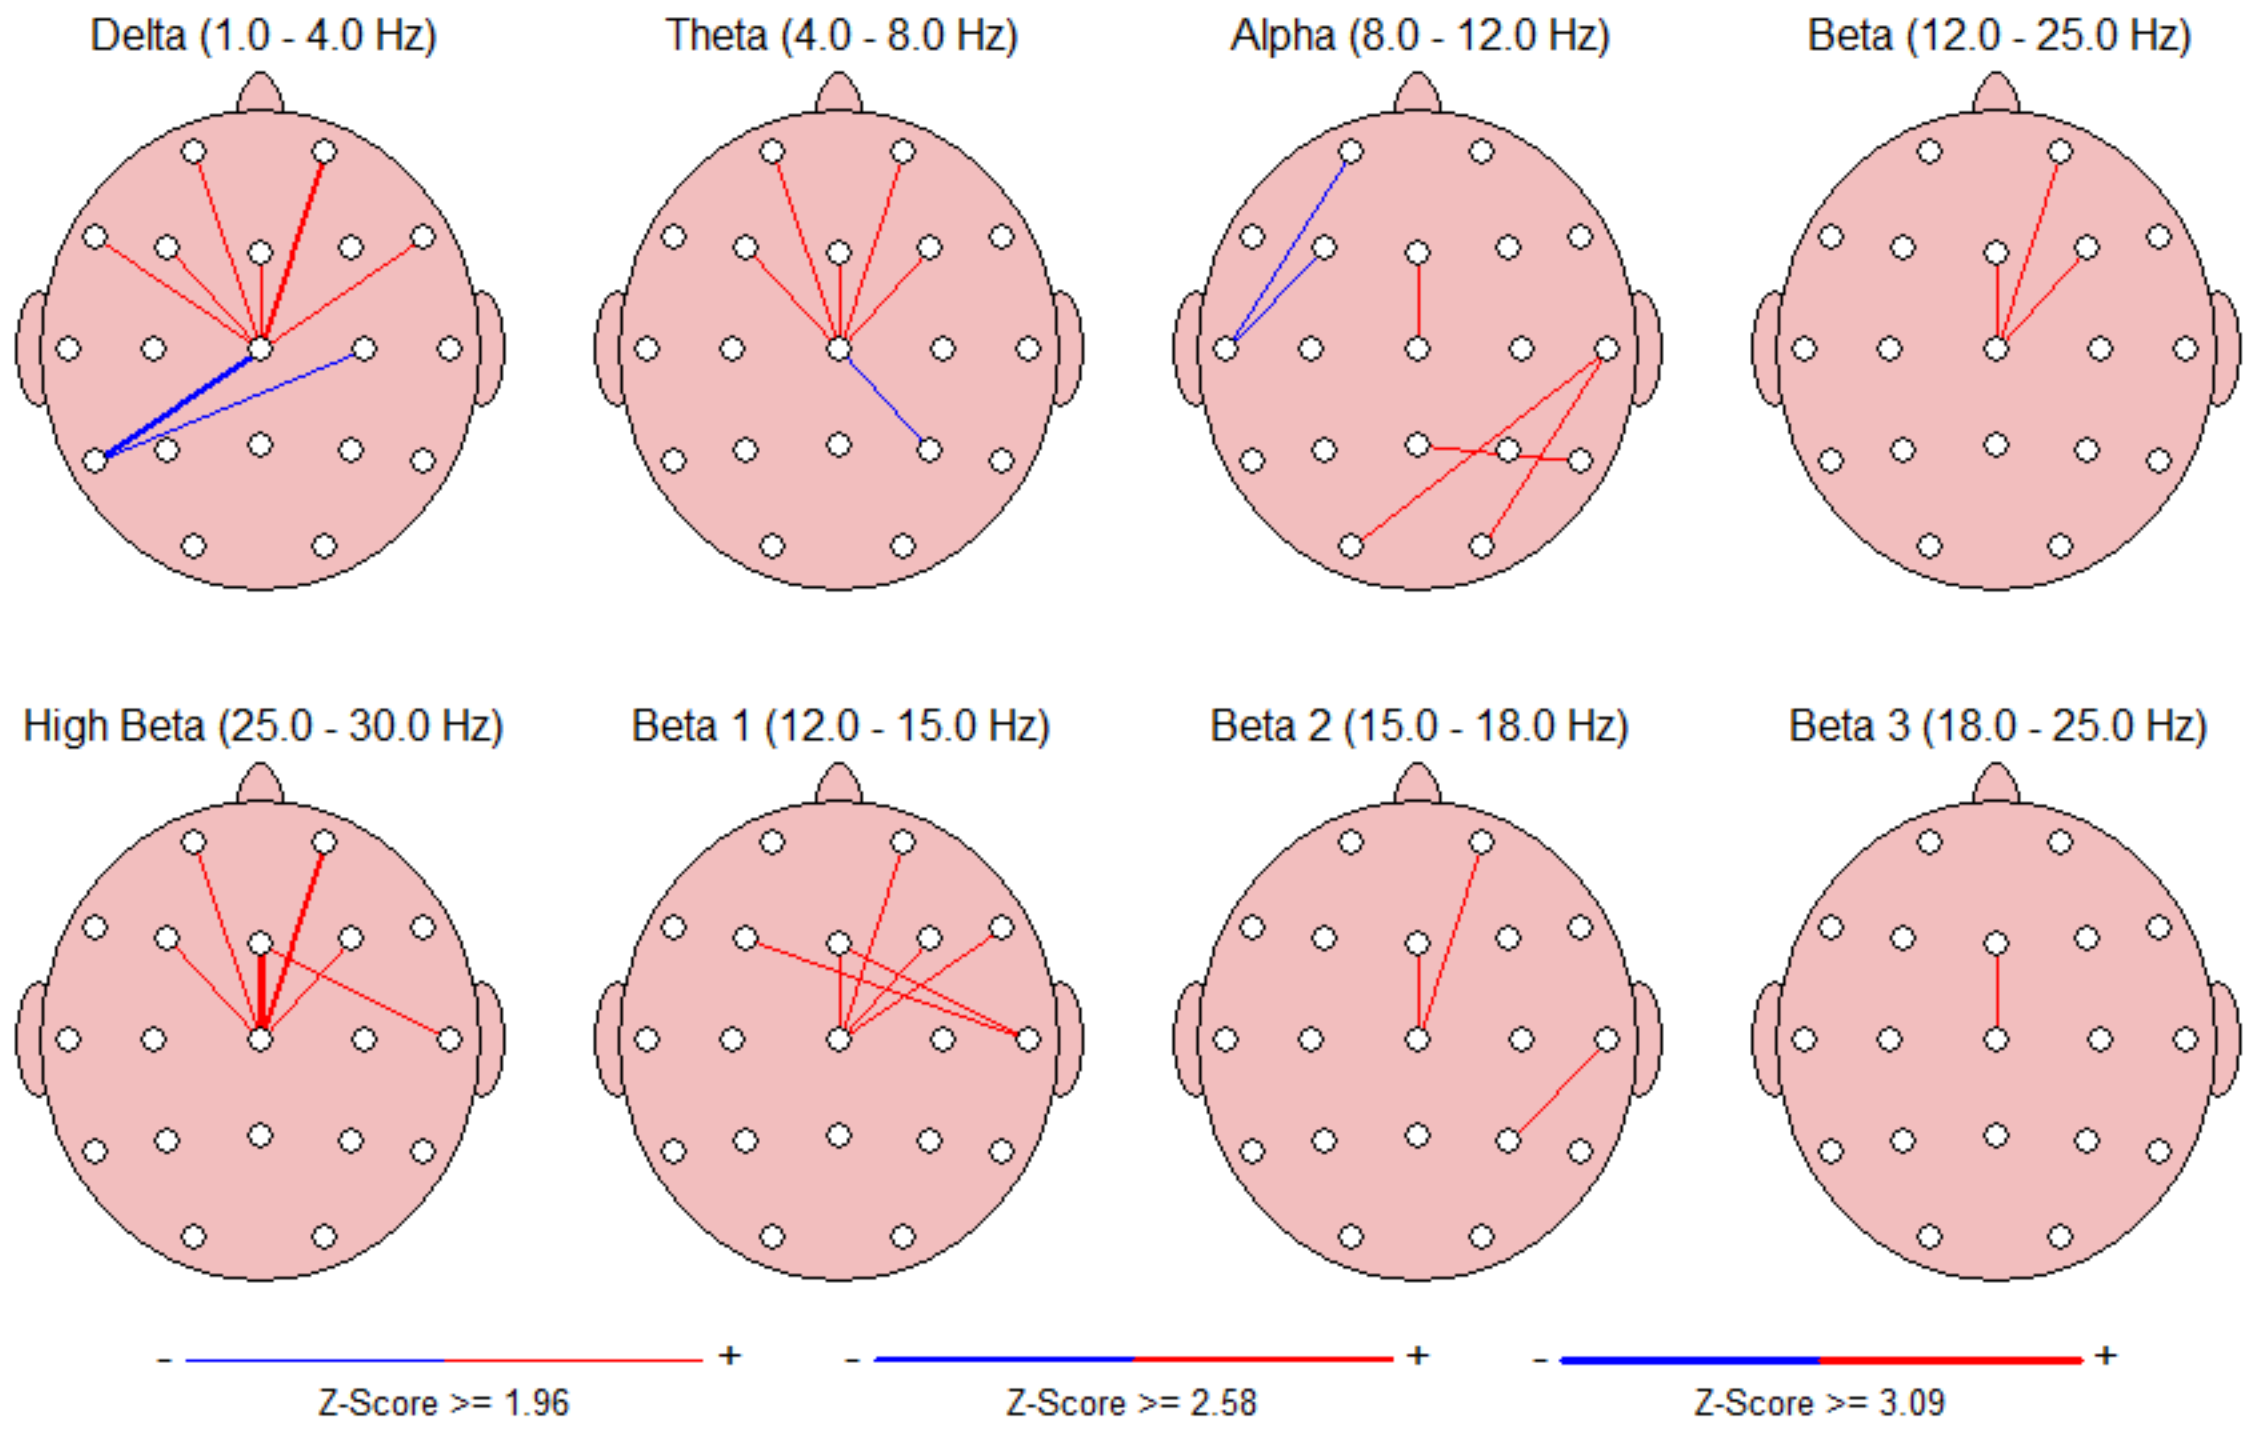 Delta (1.0 - 4.0 Hz)
Theta (4.0 - 8.0 Hz)
Alpha (8.0 - 12.0 Hz)
Beta (12.0 - 25.0 Hz)
High Beta (25.0 - 30.0 Hz)
Beta 1 (12.0 - 15.0 Hz)
Beta 2 (15.0 - 18.0 Hz)
Beta 3 (18.0 - 25.0 Hz)
- +
Z-Score >= 1.96
- +
Z-Score >= 2.58
- +
Z-Score >= 3.09